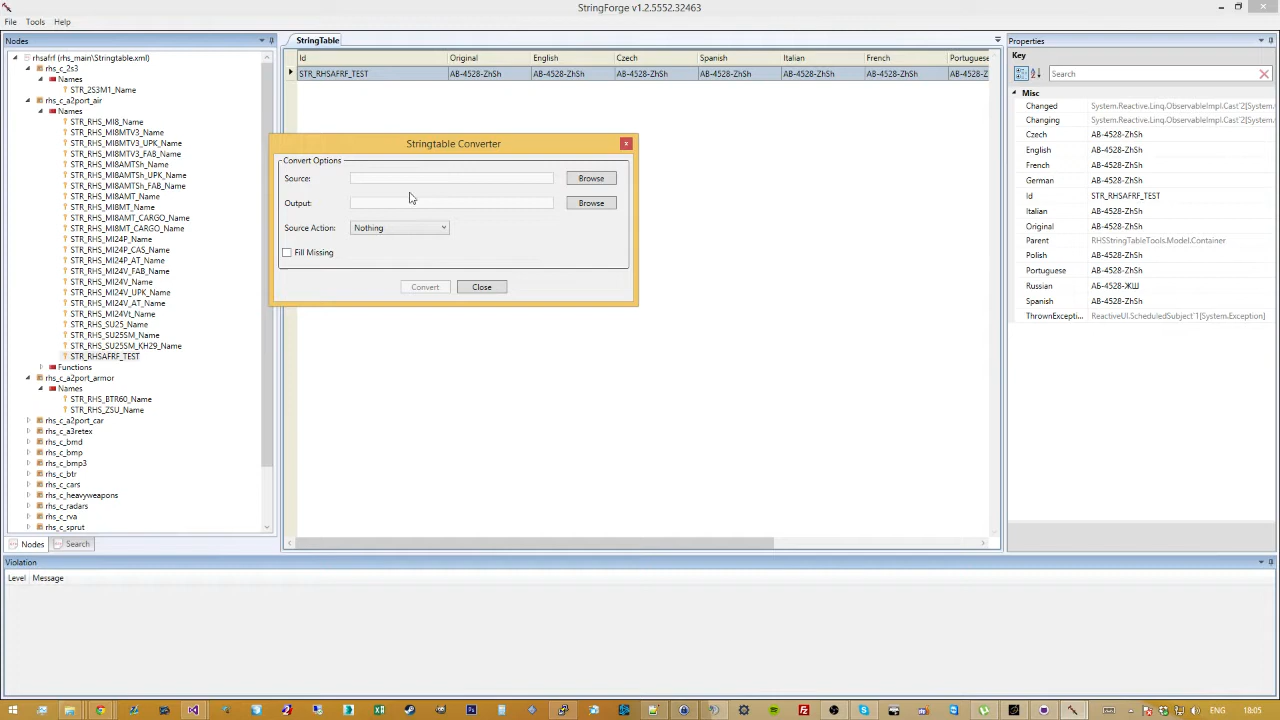 StringForge v1.2.5552.32463
File Tools Help
Nodes
rhsafrf (rhs_main\Stringtable.xml)
rhs_c_2s3
Names
STR_2S3M1_Name
rhs_c_a2port_air
Names
STR_RHS_MI8_Name
STR_RHS_MI8MTV3_Name
STR_RHS_MI8MTV3_UPK_Name
STR_RHS_MI8MTV3_FAB_Name
STR_RHS_MI8AMTSh_Name
STR_RHS_MI8AMTSh_UPK_Name
STR_RHS_MI8AMTSh_FAB_Name
STR_RHS_MI8AMT_Name
STR_RHS_MI8AMT_CARGO_Name
STR_RHS_MI8MT_Name
STR_RHS_MI8MT_CARGO_Name
STR_RHS_MI24P_Name
STR_RHS_MI24P_CAS_Name
STR_RHS_MI24P_AT_Name
STR_RHS_MI24V_FAB_Name
STR_RHS_MI24V_Name
STR_RHS_MI24V_UPK_Name
STR_RHS_MI24V_AT_Name
STR_RHS_MI24Vt_Name
STR_RHS_SU25_Name
STR_RHS_SU25SM_Name
STR_RHS_SU25SM_KH29_Name
STR_RHSAFRF_TEST
Functions
rhs_c_a2port_armor
Names
STR_RHS_BTR60_Name
STR_RHS_ZSU_Name
rhs_c_a2port_car
rhs_c_a3retex
rhs_c_bmd
rhs_c_bmp
rhs_c_bmp3
rhs_c_btr
rhs_c_cars
rhs_c_heavyweapons
rhs_c_radars
rhs_c_rva
rhs_c_sprut
Nodes Search
StringTable
Id Original English Czech Spanish Italian French Portuguese
STR_RHSAFRF_TEST AB-4528-ZhSh AB-4528-ZhSh AB-4528-ZhSh AB-4528-ZhSh AB-4528-ZhSh AB-4528-ZhSh AB-4528-Z
Stringtable Converter
Convert Options
Source: Browse
Output: Browse
Source Action: Nothing
Fill Missing
Convert Close
Properties
Key
Search
Misc
Changed System.Reactive.Linq.ObservableImpl.Cast`2[System
Changing System.Reactive.Linq.ObservableImpl.Cast`2[System
Czech AB-4528-ZhSh
English AB-4528-ZhSh
French AB-4528-ZhSh
German AB-4528-ZhSh
Id STR_RHSAFRF_TEST
Italian AB-4528-ZhSh
Original AB-4528-ZhSh
Parent RHSStringTableTools.Model.Container
Polish AB-4528-ZhSh
Portuguese AB-4528-ZhSh
Russian AB-4528-ЖШ
Spanish AB-4528-ZhSh
ThrownExcepti... ReactiveUI.ScheduledSubject`1[System.Exception]
Violation
Level Message
ENG 18:05